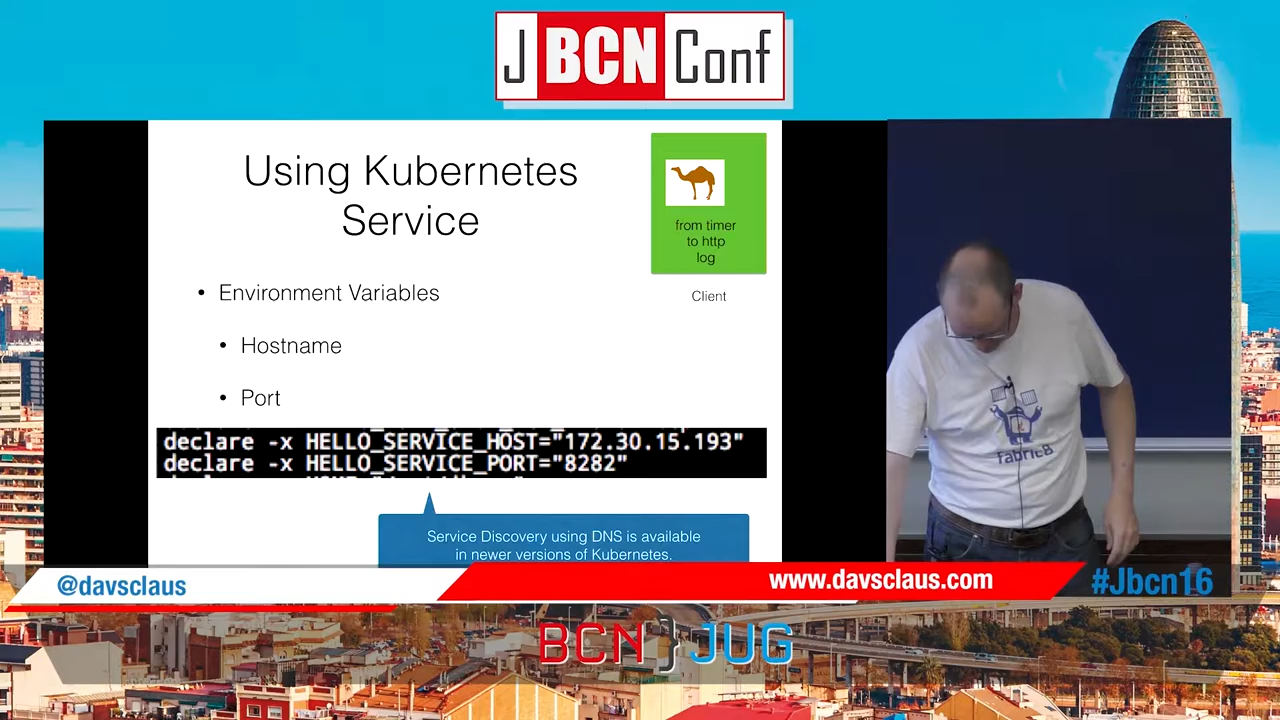 JBCNConf
Using Kubernetes
Service
from timer
to http
log
Client
• Environment Variables
• Hostname
• Port
declare -x HELLO_SERVICE_HOST="172.30.15.193"
declare -x HELLO_SERVICE_PORT="8282"
Service Discovery using DNS is available
in newer versions of Kubernetes.
fabric8
@davsclaus
www.davsclaus.com
#Jbcn16
BCN JUG